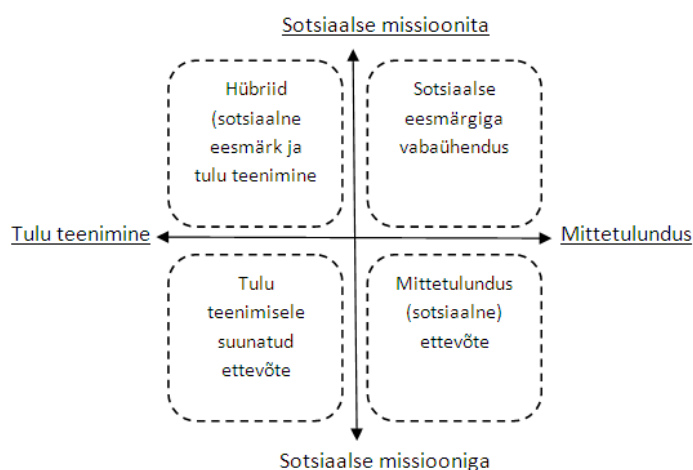 Sotsiaalse missioonita
Hübriid
(sotsiaalne
eesmärk ja
tulu teenimine
Sotsiaalse
eesmärgiga
vabaühendus
Tulu teenimine
Mittetulundus
Tulu
teenimisele
suunatud
ettevõte
Mittetulundus
(sotsiaalne)
ettevõte
Sotsiaalse missiooniga